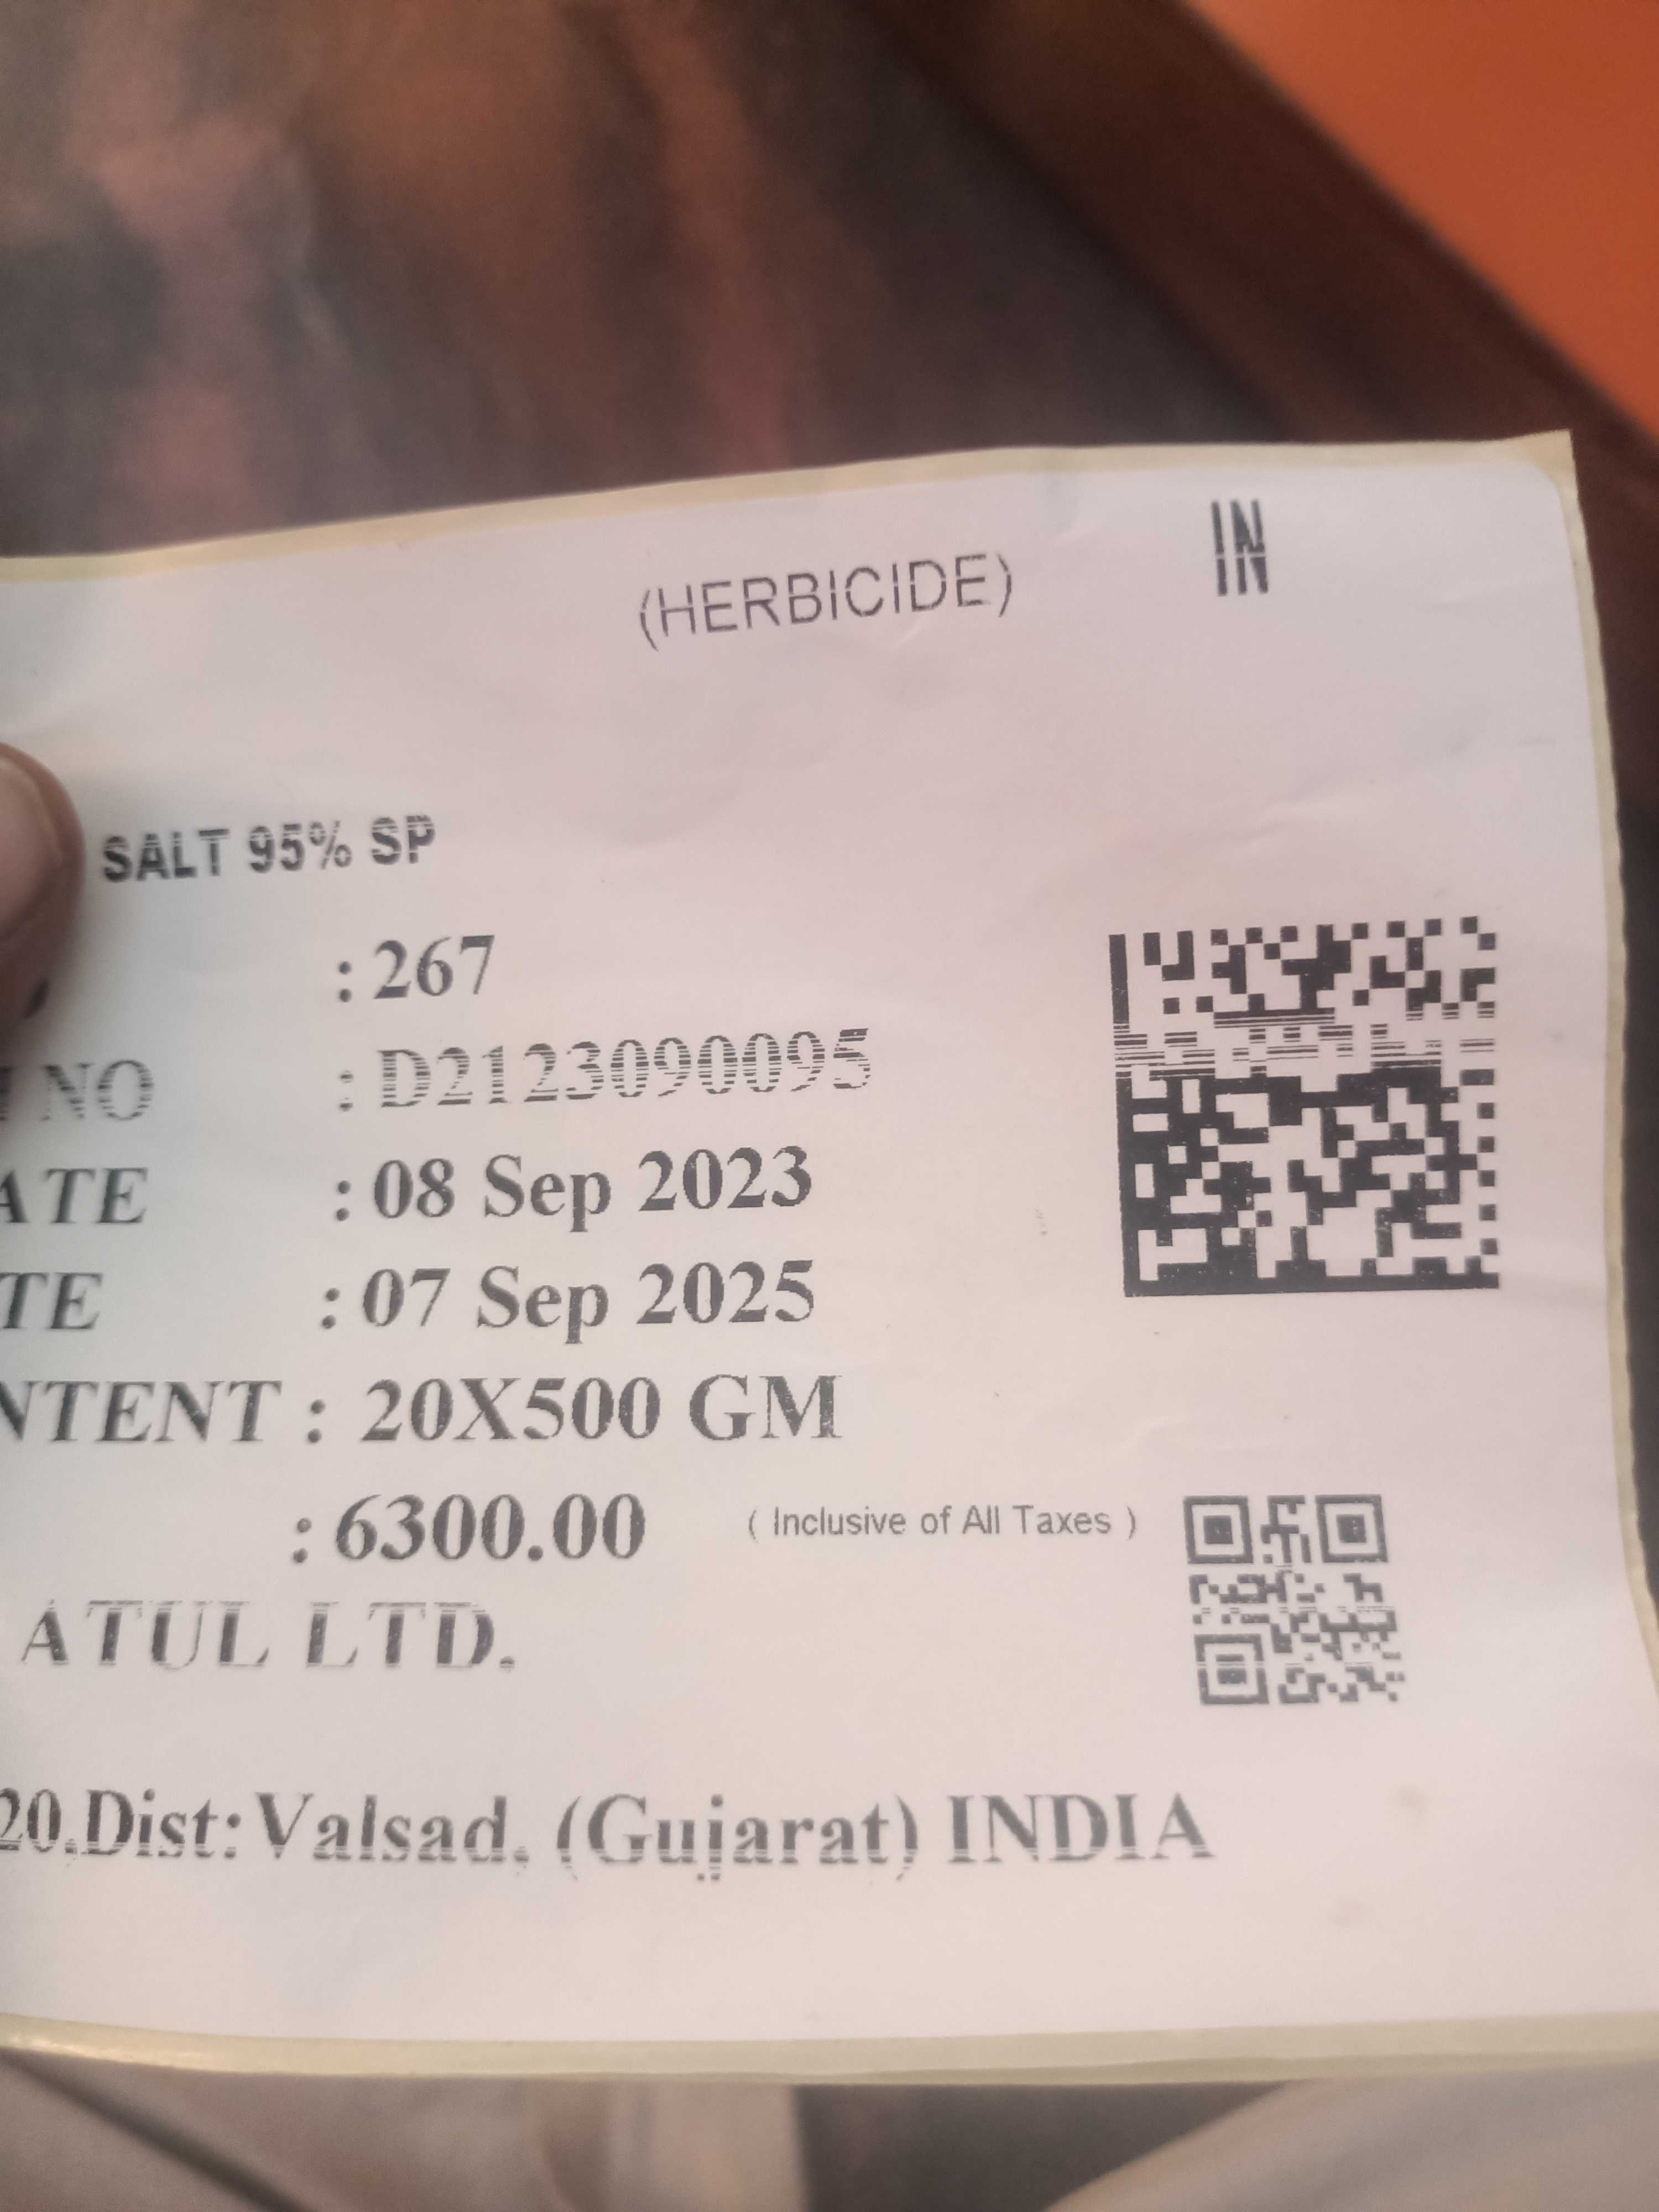 (HERBICIDE) IN
SALT 95% SP
: 267
NO : D2123090095
ATE : 08 Sep 2023
TE : 07 Sep 2025
NTENT : 20X500 GM
: 6300.00 ( Inclusive of All Taxes )
ATUL LTD.
20.Dist:Valsad. (Gujarat) INDIA